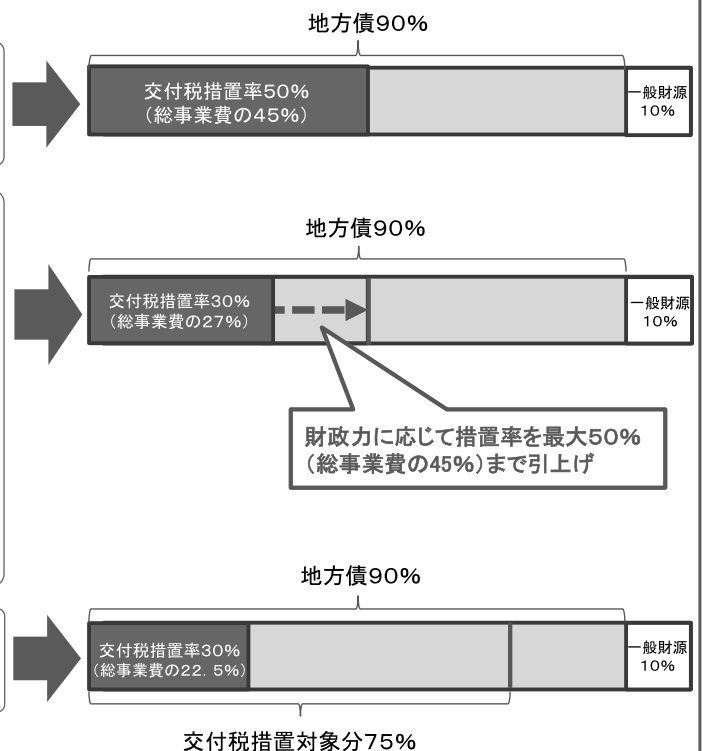 地方債90%
交付税措置率50%
（総事業費の45%）
一般財源
10%
地方債90%
交付税措置率30%
（総事業費の27%）
一般財源
10%
財政力に応じて措置率を最大50%
（総事業費の45%）まで引上げ
地方債90%
交付税措置率30%
（総事業費の22．5%）
一般財源
10%
交付税措置対象分75%